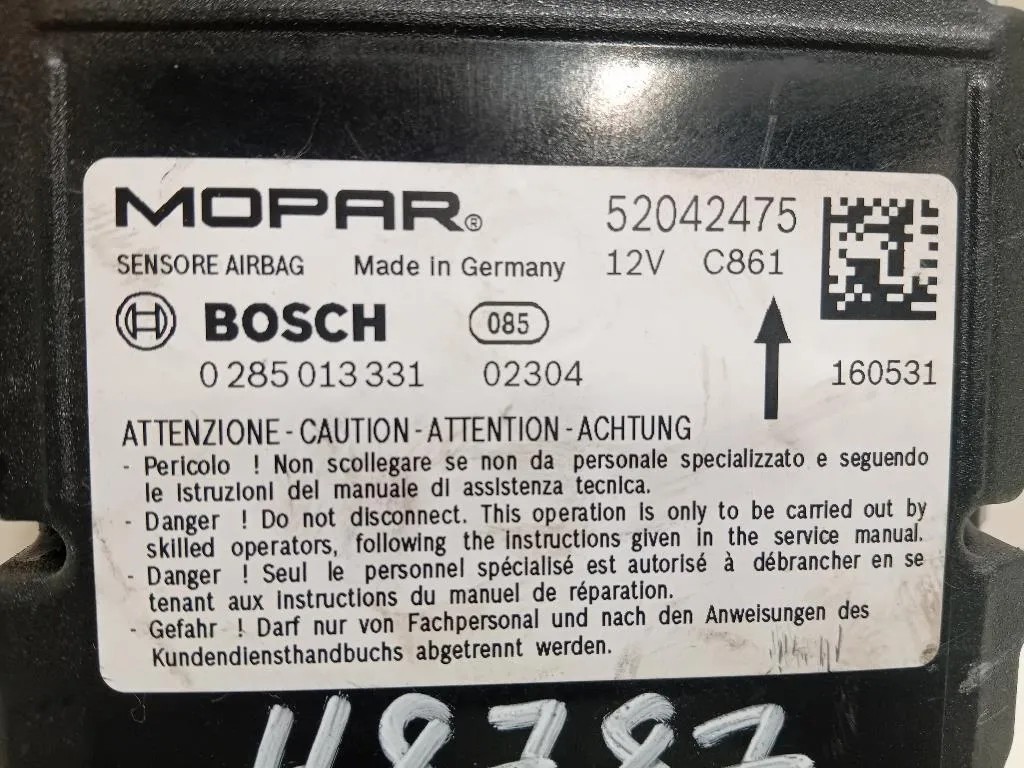 MOPAR® 52042475
SENSORE AIRBAG Made in Germany 12V C861
BOSCH 085
0 285 013 331 02304 160531
ATTENZIONE - CAUTION - ATTENTION - ACHTUNG
- Pericolo ! Non scollegare se non da personale specializzato e seguendo
le istruzioni del manuale di assistenza tecnica.
- Danger ! Do not disconnect. This operation is only to be carried out by
skilled operators, following the instructions given in the service manual.
- Danger ! Seul le personnel spécialisé est autorisé à débrancher en se
tenant aux instructions du manuel de réparation.
- Gefahr ! Darf nur von Fachpersonal und nach den Anweisungen des
Kundendiensthandbuchs abgetrennt werden.